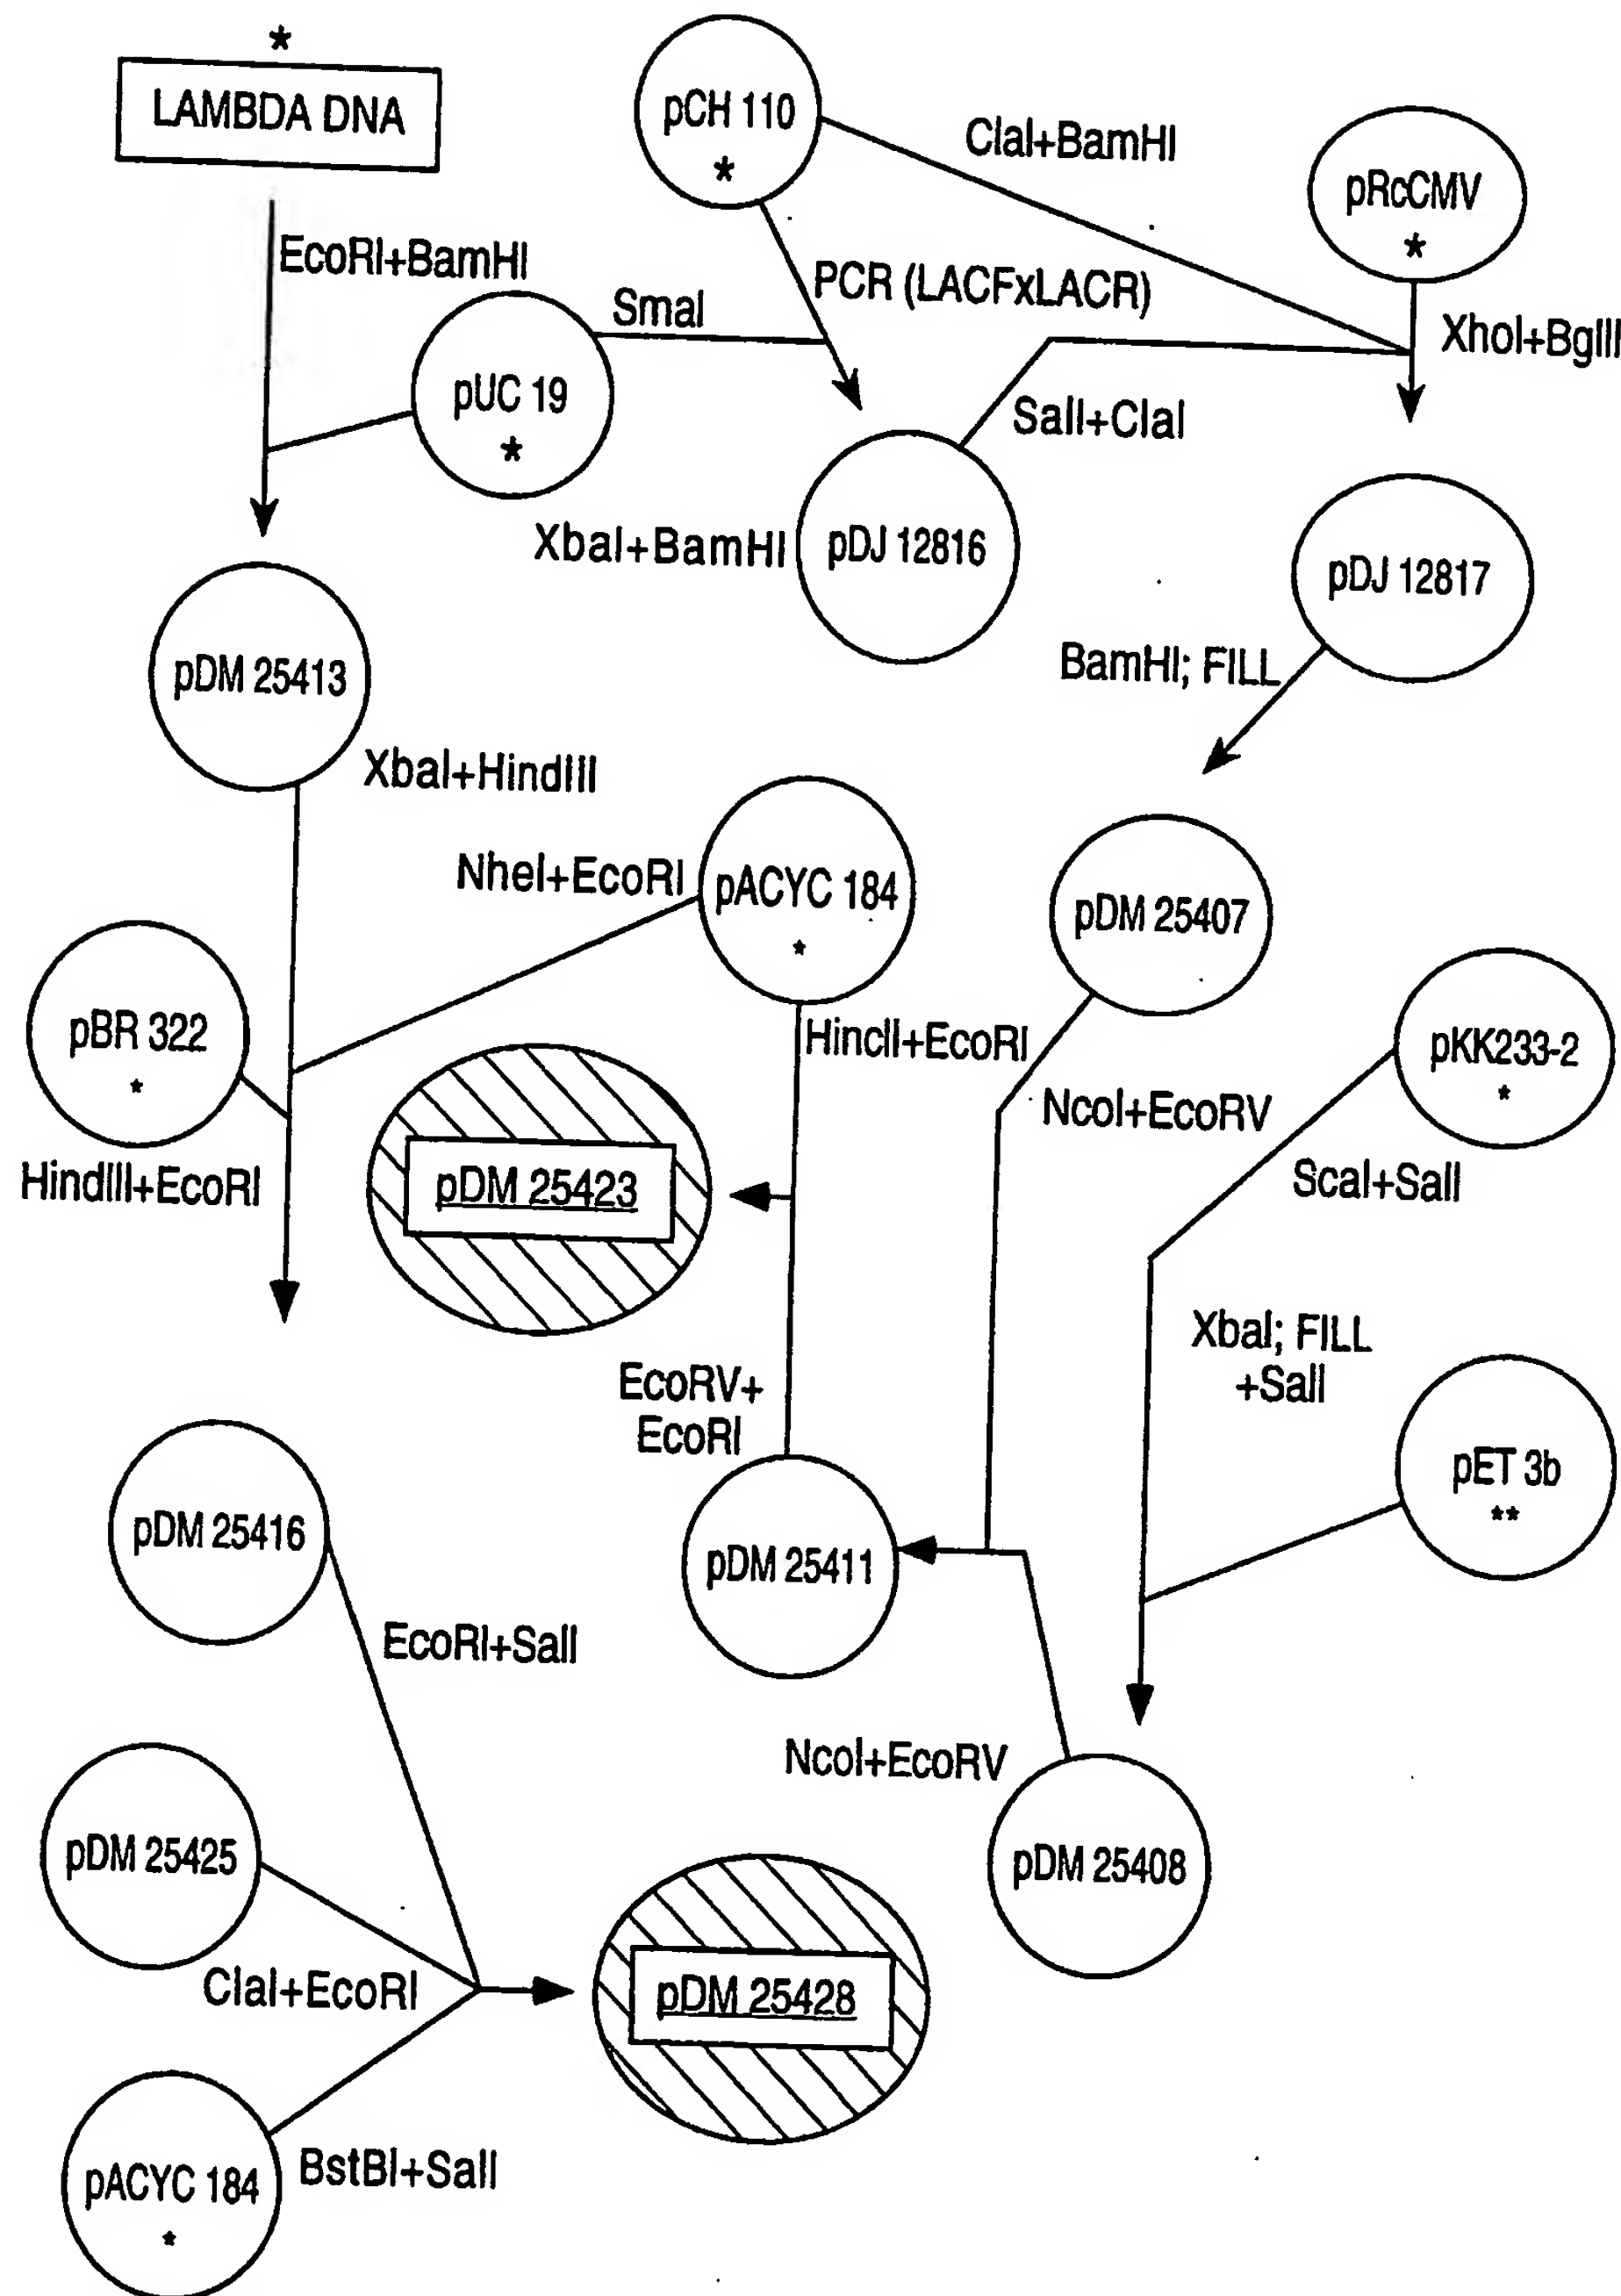 *
LAMBDA DNA
pCH 110
*
ClaI+BamHI
pRcCMV
*
EcoRI+BamHI
SmaI
PCR (LACFxLACR)
XhoI+BglII
pUC 19
*
SalI+ClaI
XbaI+BamHI
pDJ 12816
pDJ 12817
BamHI; FILL
pDM 25413
XbaI+HindIII
NheI+EcoRI
pACYC 184
*
pDM 25407
pBR 322
*
HincII+EcoRI
pKK233-2
*
NcoI+EcoRV
HindIII+EcoRI
pDM 25423
ScaI+SalI
XbaI; FILL
+SalI
EcoRV+
EcoRI
pET 3b
**
pDM 25416
pDM 25411
EcoRI+SalI
NcoI+EcoRV
pDM 25425
pDM 25408
ClaI+EcoRI
pDM 25428
pACYC 184
*
BstBI+SalI